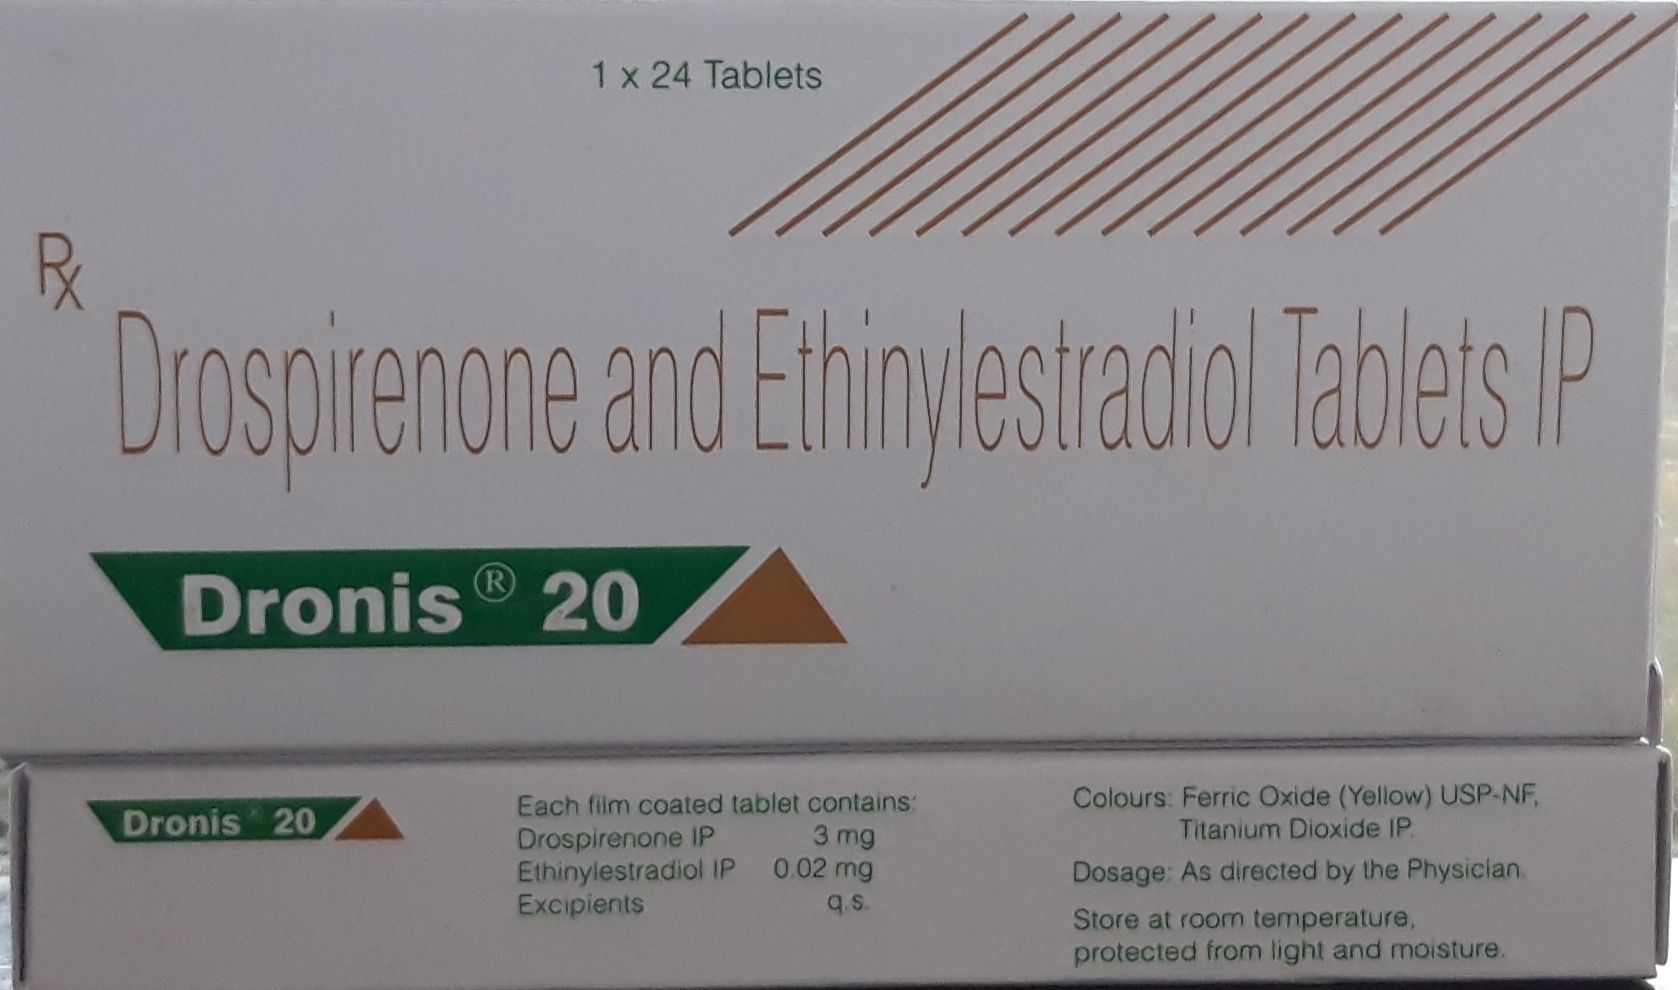 1 x 24 Tablets
Rx
Drospirenone and Ethinylestradiol Tablets IP
Dronis® 20
Dronis® 20
Each film coated tablet contains:
Drospirenone IP 3 mg
Ethinylestradiol IP 0.02 mg
Excipients q.s.
Colours: Ferric Oxide (Yellow) USP-NF,
Titanium Dioxide IP.
Dosage: As directed by the Physician.
Store at room temperature,
protected from light and moisture.